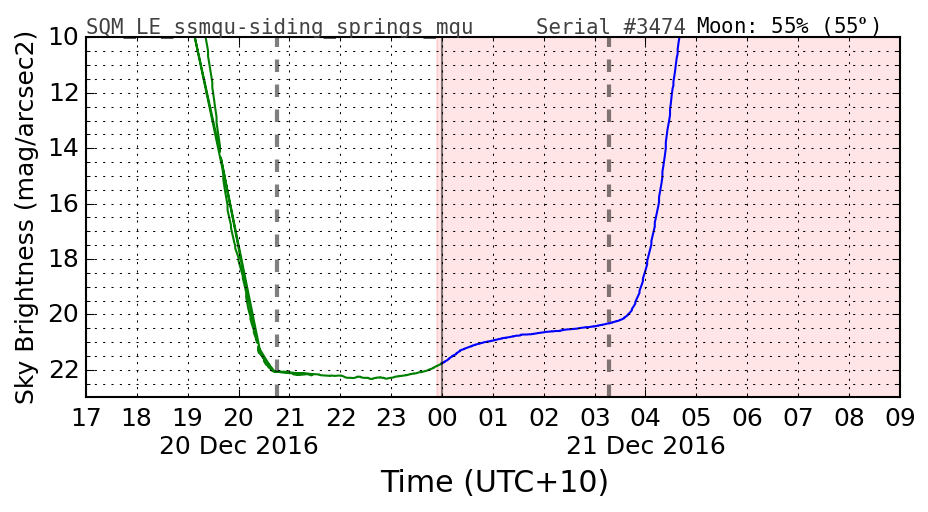 SQM_LE_ssmqu-siding_springs_mqu Serial #3474 Moon: 55% (55°)
Sky Brightness (mag/arcsec2)
10
12
14
16
18
20
22
17 18 19 20 21 22 23 00 01 02 03 04 05 06 07 08 09
20 Dec 2016 21 Dec 2016
Time (UTC+10)